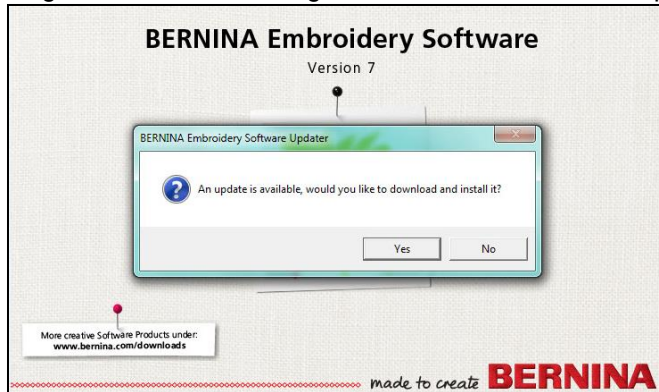 BERNINA Embroidery Software
Version 7
BERNINA Embroidery Software Updater
An update is available, would you like to download and install it?
Yes
No
More creative Software Products under:
www.bernina.com/downloads
made to create BERNINA